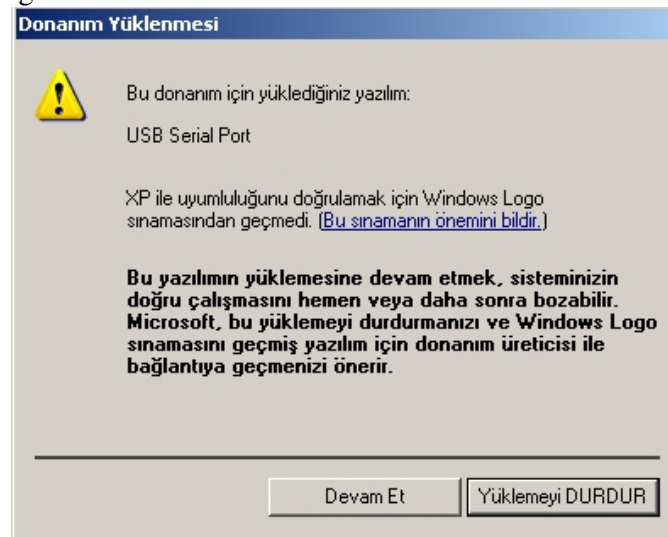 Donanım Yüklenmesi
Bu donanım için yüklediğiniz yazılım:
USB Serial Port
XP ile uyumluluğunu doğrulamak için Windows Logo
sınamasından geçmedi. (Bu sınamanın önemini bildir.)
Bu yazılımın yüklemesine devam etmek, sisteminizin
doğru çalışmasını hemen veya daha sonra bozabilir.
Microsoft, bu yüklemeyi durdurmanızı ve Windows Logo
sınamasını geçmiş yazılım için donanım üreticisi ile
bağlantıya geçmenizi önerir.
Devam Et
Yüklemeyi DURDUR